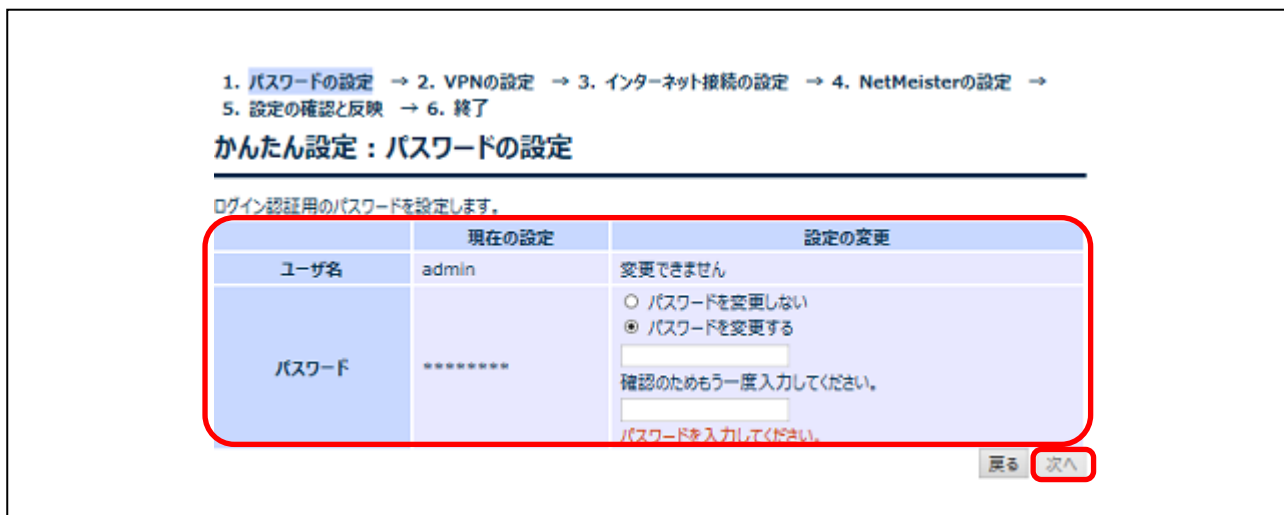 1. パスワードの設定 → 2. VPNの設定 → 3. インターネット接続の設定 → 4. NetMeisterの設定 →
5. 設定の確認と反映 → 6. 終了
かんたん設定：パスワードの設定
ログイン認証用のパスワードを設定します。
現在の設定 設定の変更
ユーザ名 admin 変更できません
パスワードを変更しない
パスワードを変更する
パスワード ********
確認のためもう一度入力してください。
パスワードを入力してください。
戻る 次へ